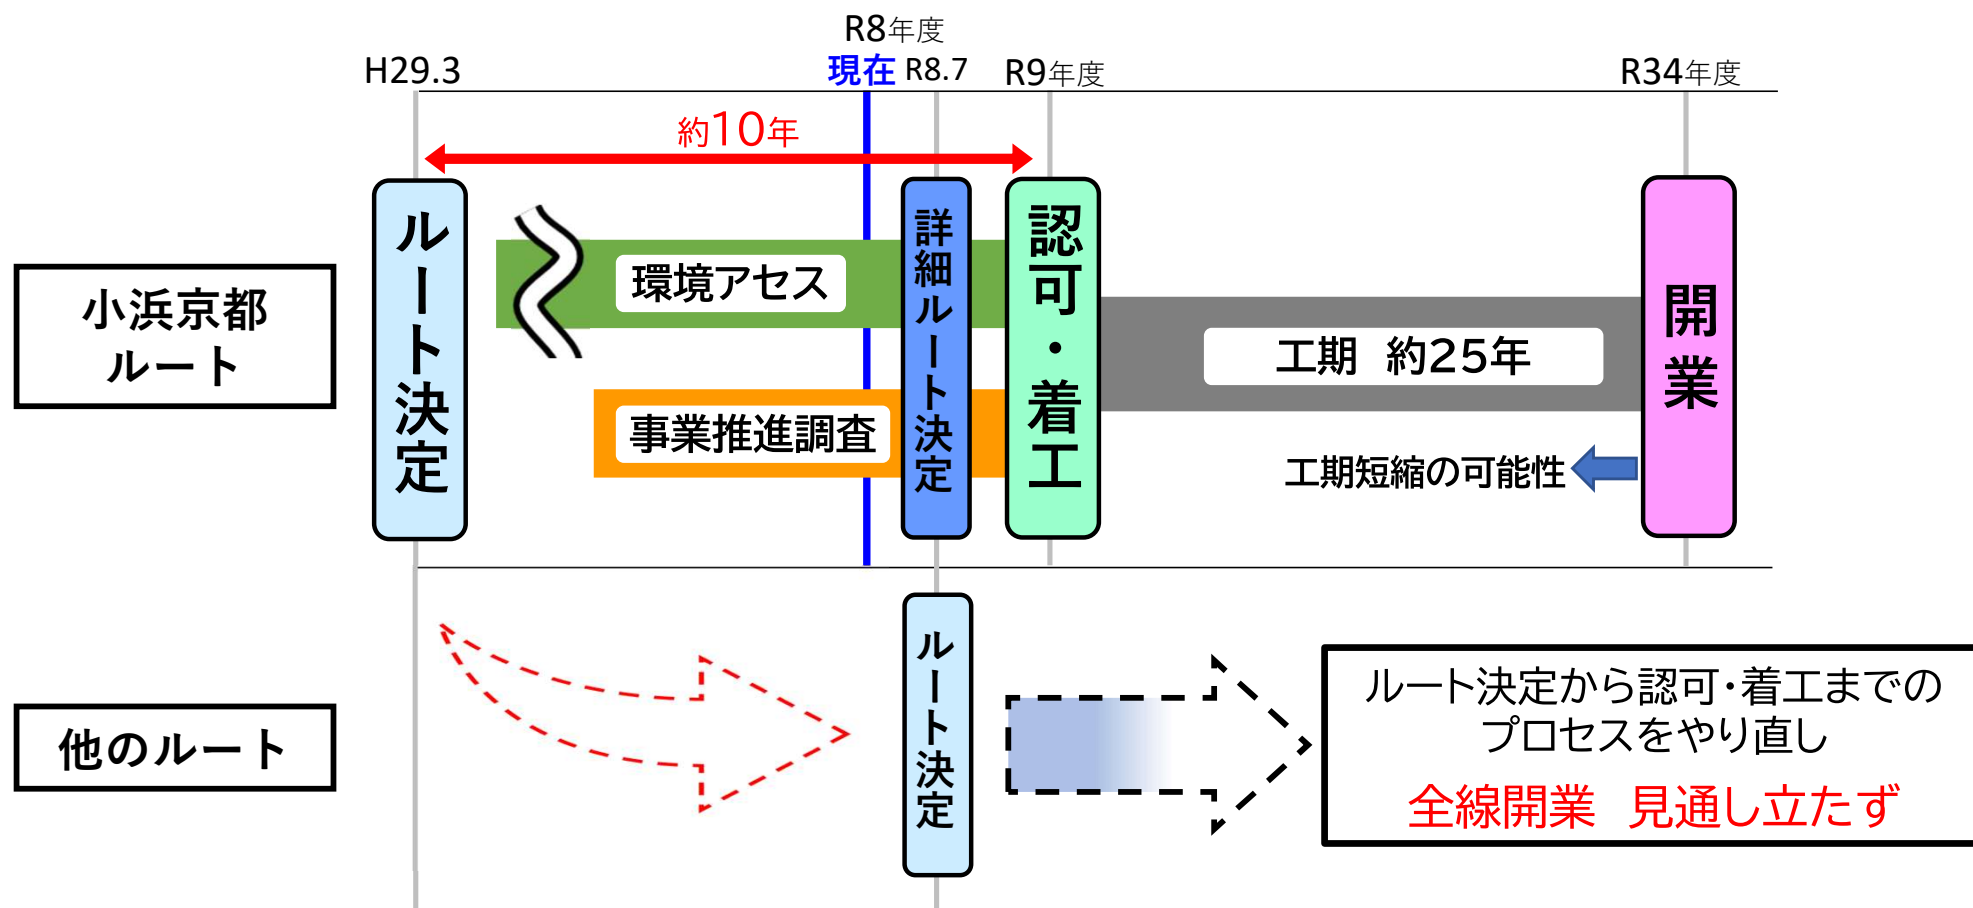 R8年度
H29.3
現在
R8.7
R9年度
R34年度
約10年
小浜京都
ルート
ルート決定
環境アセス
事業推進調査
詳細ルート決定
認可・着工
工期 約25年
工期短縮の可能性
開業
他のルート
ルート決定
ルート決定から認可・着工までの
プロセスをやり直し
全線開業 見通し立たず